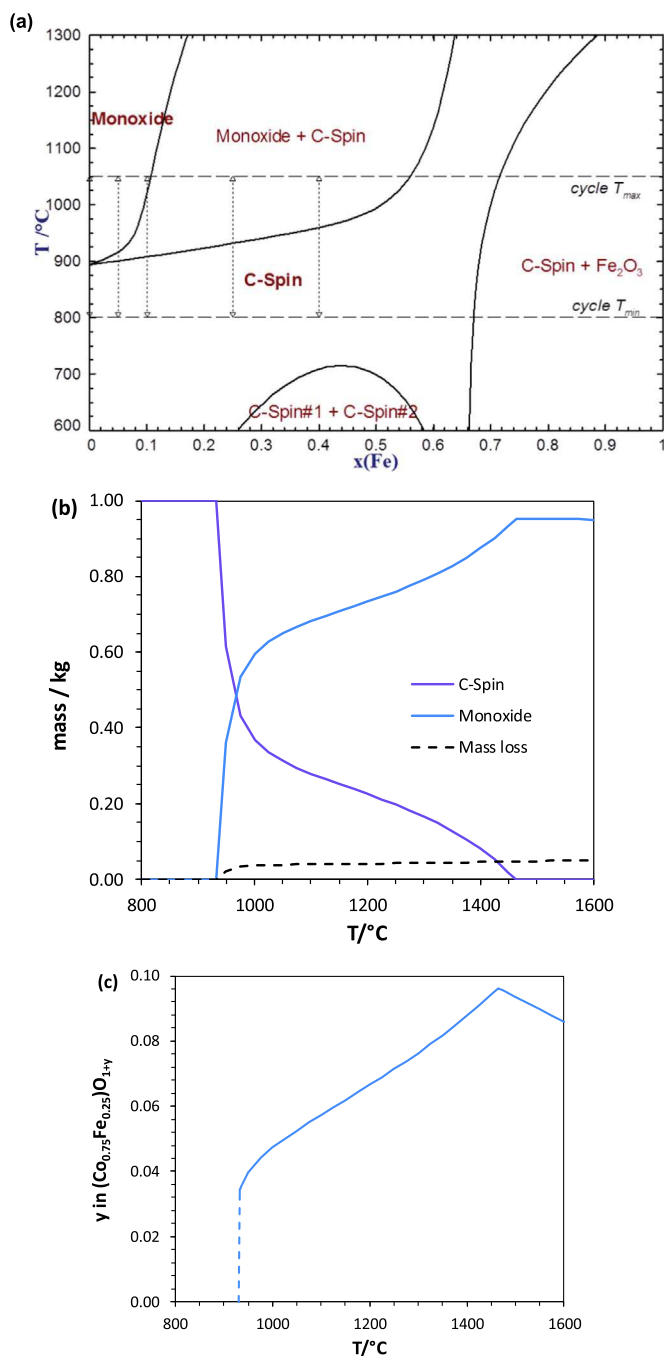 (a)
1300
1200
1100
1000
900
800
700
600
T /°C
Monoxide
Monoxide + C-Spin
cycle Tmax
C-Spin
C-Spin + Fe2O3
cycle Tmin
C-Spin#1 + C-Spin#2
0 0.1 0.2 0.3 0.4 0.5 0.6 0.7 0.8 0.9 1
x(Fe)
(b)
1.00
0.80
0.60
0.40
0.20
0.00
mass / kg
C-Spin
Monoxide
Mass loss
800 1000 1200 1400 1600
T/°C
(c)
0.10
0.08
0.06
0.04
0.02
0.00
y in (Co0.75Fe0.25)O1+y
800 1000 1200 1400 1600
T/°C